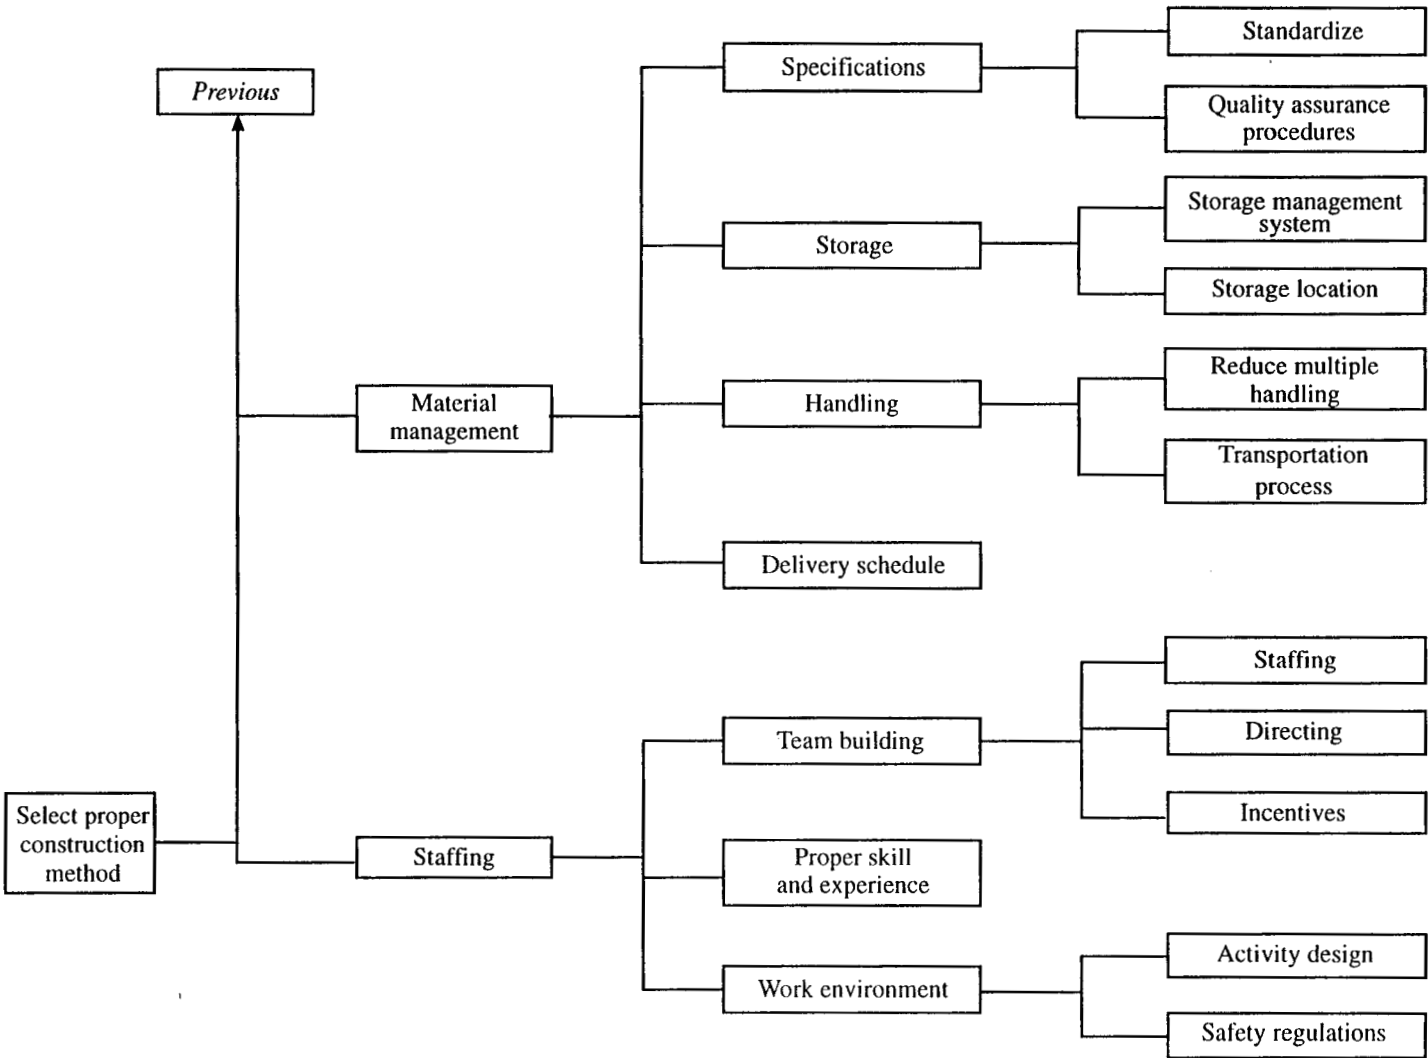 Previous
Select proper
construction
method
Material
management
Specifications
Standardize
Quality assurance
procedures
Storage
Storage management
system
Storage location
Handling
Reduce multiple
handling
Transportation
process
Delivery schedule
Staffing
Team building
Staffing
Directing
Incentives
Proper skill
and experience
Work environment
Activity design
Safety regulations